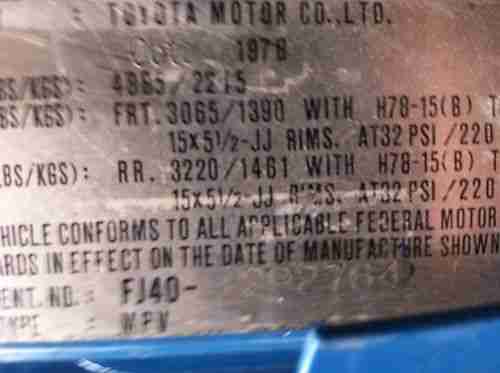 : TOYOTA MOTOR CO.,LTD.
1978
BS/KGS): 4865/2215
BS/KGS): FRT. 3065/1390 WITH H78-15(B) T
15X5½-JJ RIMS. AT32 PSI/220
LBS/KGS): RR. 3220/1461 WITH H78-15(B) T
15X5½-JJ RIMS. AT32 PSI/220
HICLE CONFORMS TO ALL APPLICABLE FEDERAL MOTOR
ARDS IN EFFECT ON THE DATE OF MANUFACTURE SHOWN
ENT. NO. : FJ40-
TYPE : M.P.V